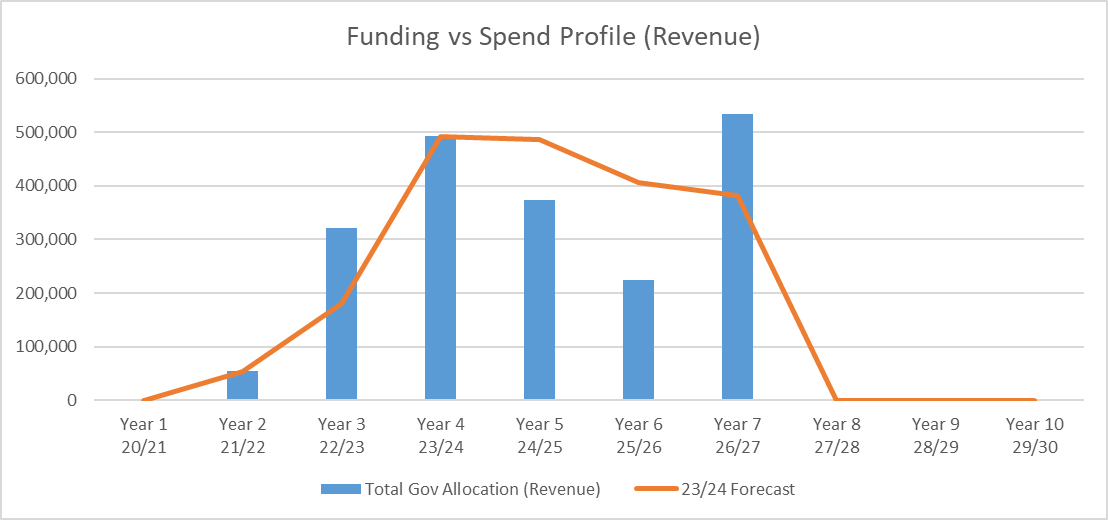 Funding vs Spend Profile (Revenue)
600,000
500,000
400,000
300,000
200,000
100,000
0
Year 1 Year 2 Year 3 Year 4 Year 5 Year 6 Year 7 Year 8 Year 9 Year 10
20/21 21/22 22/23 23/24 24/25 25/26 26/27 27/28 28/29 29/30
Total Gov Allocation (Revenue) 23/24 Forecast